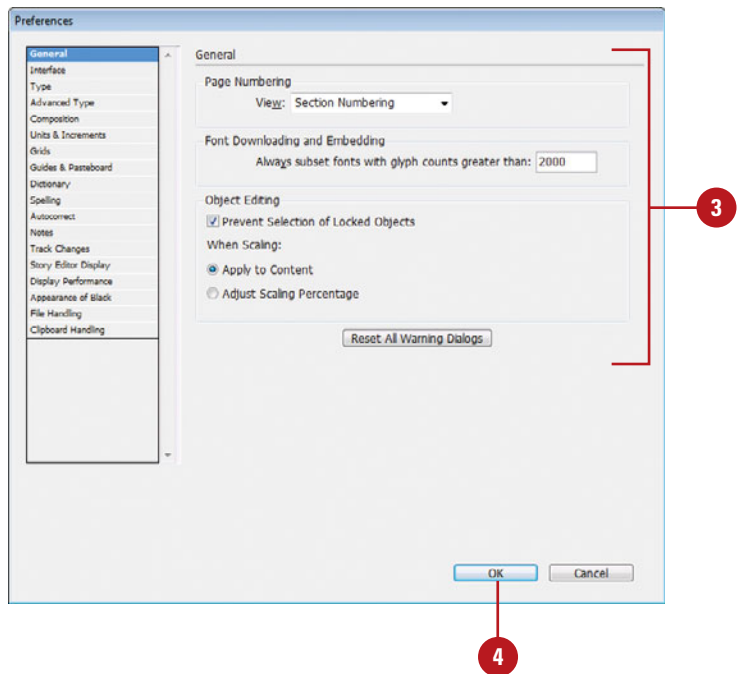 Preferences
General
Interface
Type
Advanced Type
Composition
Units & Increments
Grids
Guides & Pasteboard
Dictionary
Spelling
Autocorrect
Notes
Track Changes
Story Editor Display
Display Performance
Appearance of Black
File Handling
Clipboard Handling
General
Page Numbering
View: Section Numbering
Font Downloading and Embedding
Always subset fonts with glyph counts greater than: 2000
Object Editing
Prevent Selection of Locked Objects
When Scaling:
Apply to Content
Adjust Scaling Percentage
Reset All Warning Dialogs
3
OK Cancel
4